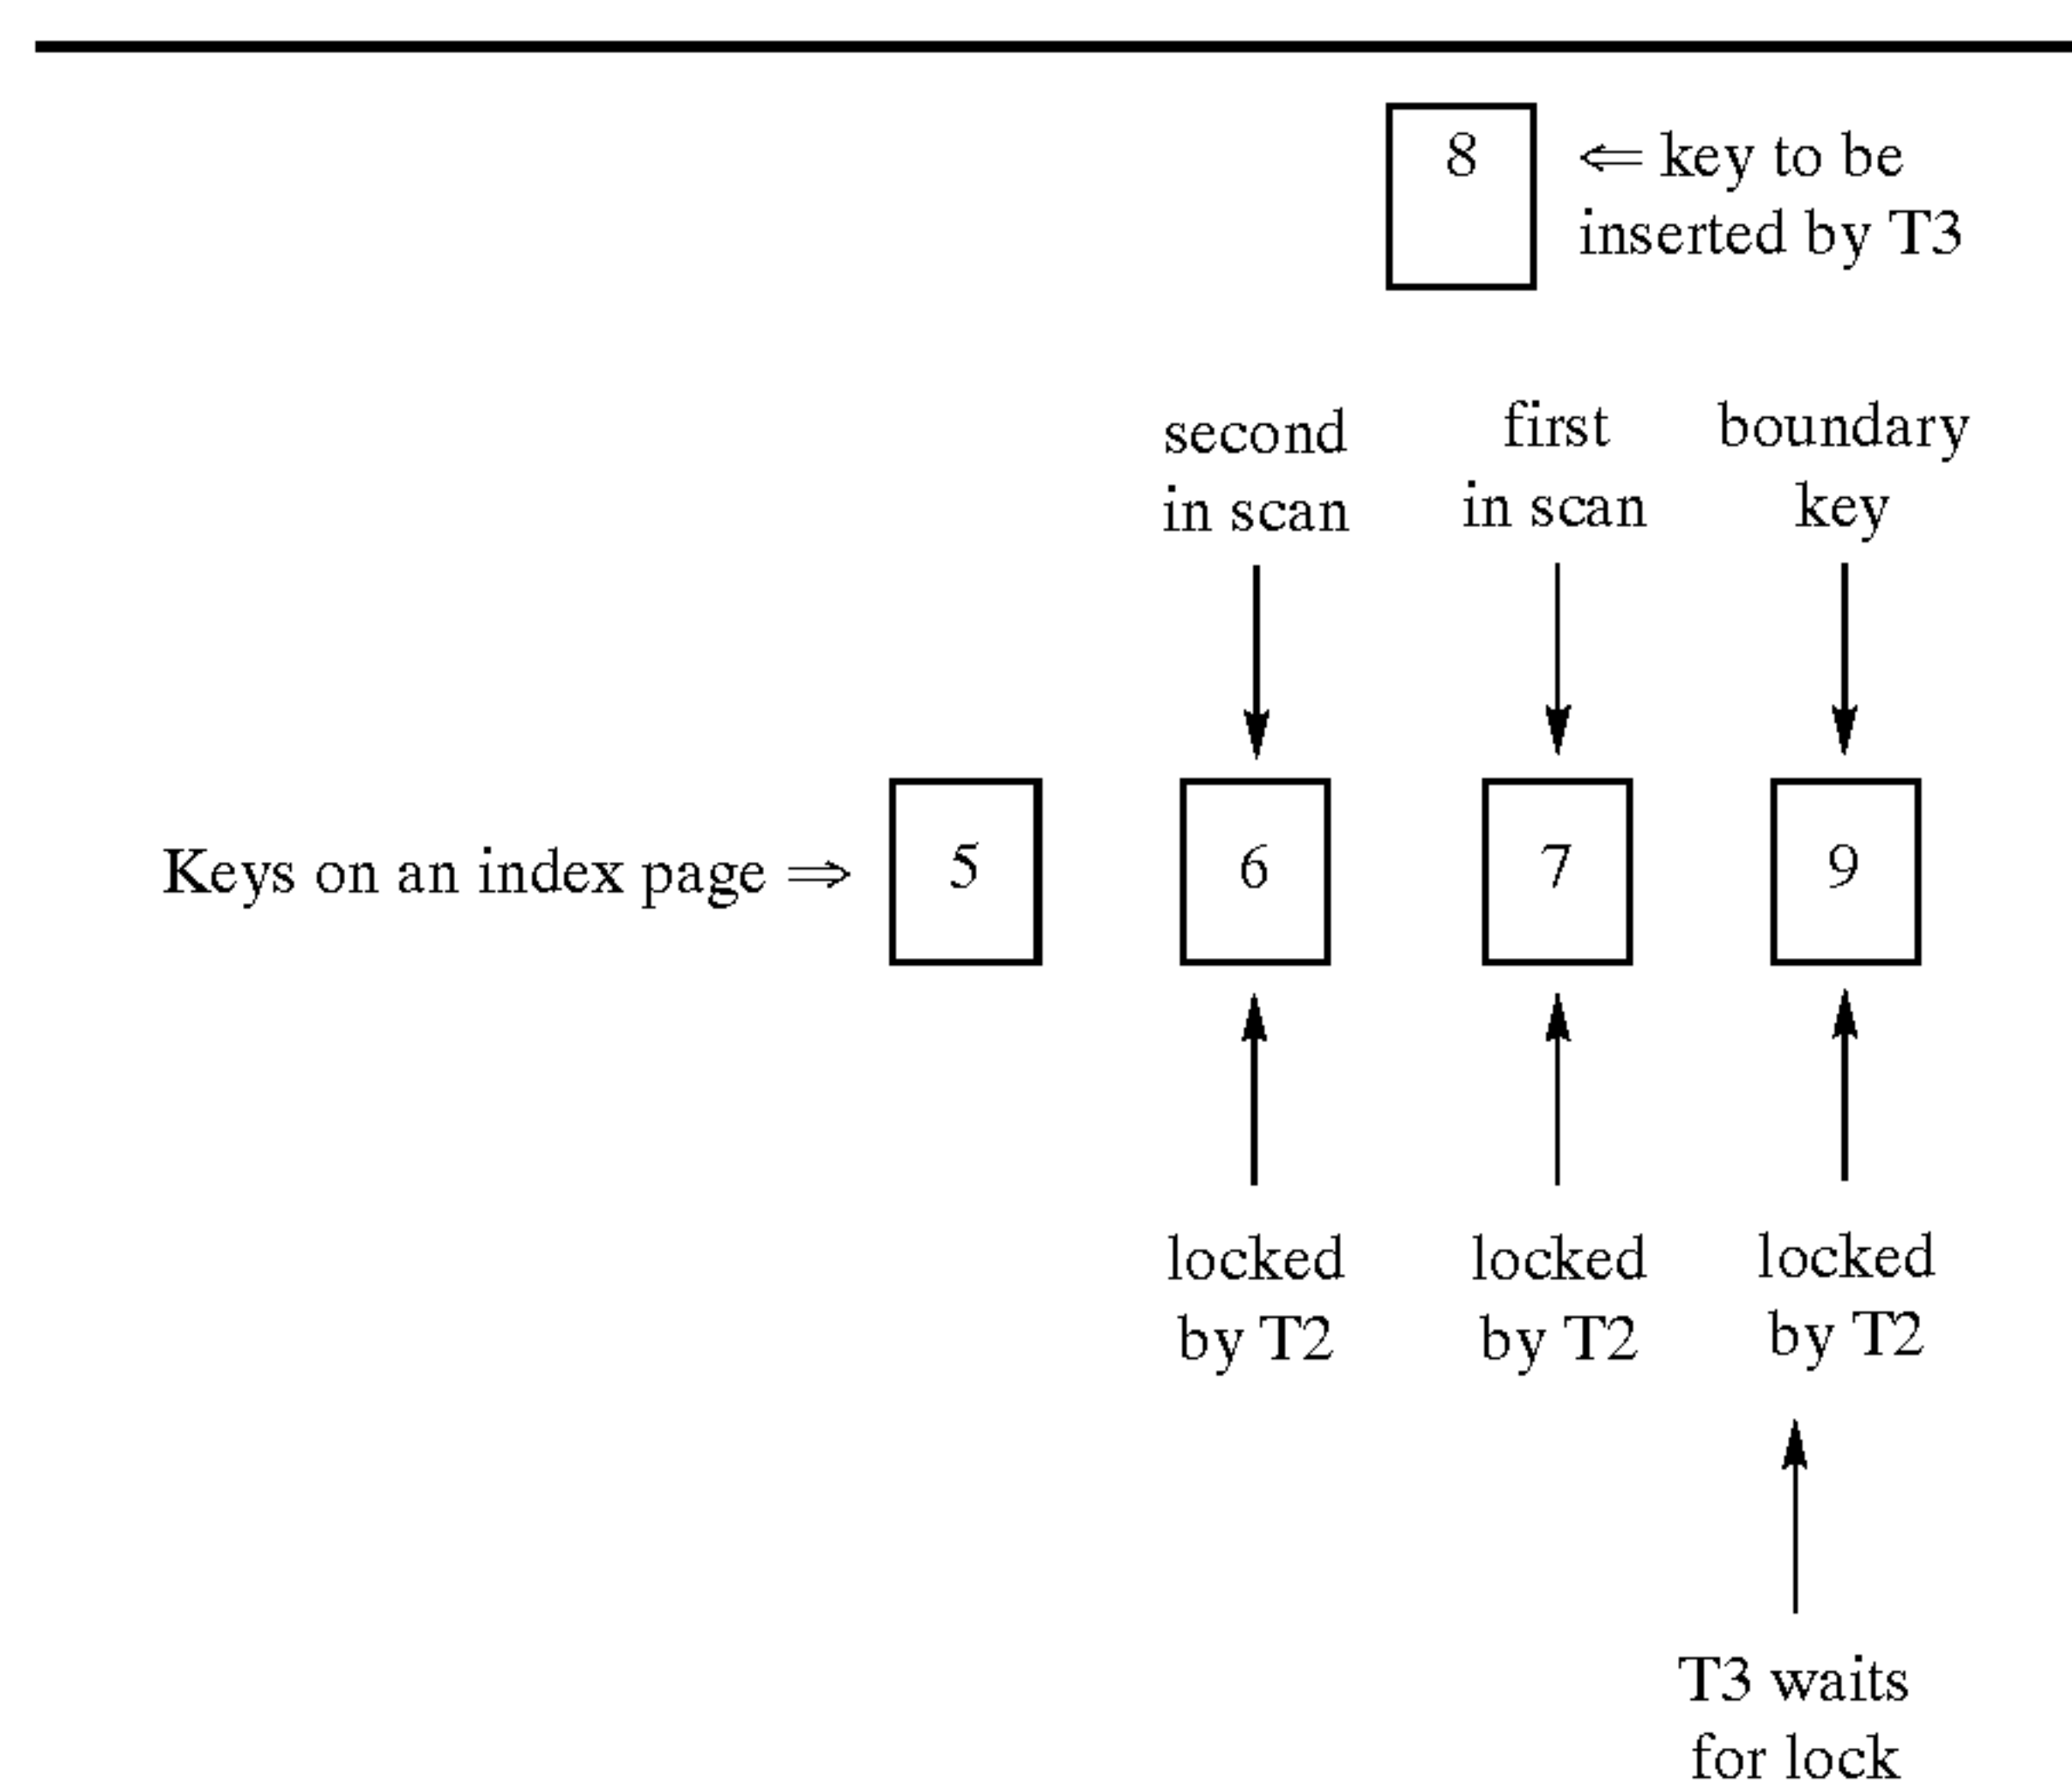 8
⇐ key to be
inserted by T3
second
in scan
first
in scan
boundary
key
Keys on an index page ⇒
5
6
7
9
locked
by T2
locked
by T2
locked
by T2
T3 waits
for lock